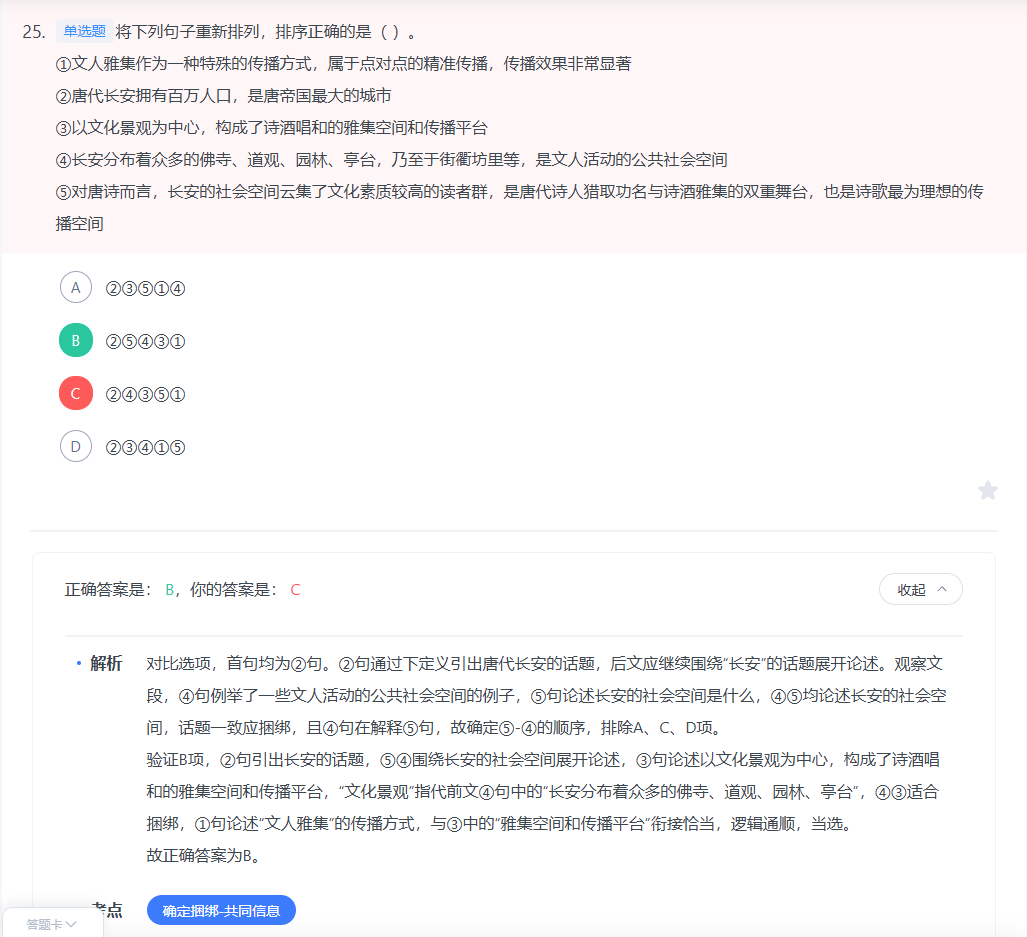 25. 单选题 将下列句子重新排列，排序正确的是（ ）。
①文人雅集作为一种特殊的传播方式，属于点对点的精准传播，传播效果非常显著
②唐代长安拥有百万人口，是唐帝国最大的城市
③以文化景观为中心，构成了诗酒唱和的雅集空间和传播平台
④长安分布着众多的佛寺、道观、园林、亭台，乃至于街衢坊里等，是文人活动的公共社会空间
⑤对唐诗而言，长安的社会空间云集了文化素质较高的读者群，是唐代诗人猎取功名与诗酒雅集的双重舞台，也是诗歌最为理想的传
播空间
A ②③⑤①④
B ②⑤④③①
C ②④③⑤①
D ②③④①⑤
正确答案是： B，你的答案是： C
收起
解析 对比选项，首句均为②句。②句通过下定义引出唐代长安的话题，后文应继续围绕“长安”的话题展开论述。观察文
段，④句例举了一些文人活动的公共社会空间的例子，⑤句论述长安的社会空间是什么，④⑤均论述长安的社会空
间，话题一致应捆绑，且④句在解释⑤句，故确定⑤-④的顺序，排除A、C、D项。
验证B项，②句引出长安的话题，⑤④围绕长安的社会空间展开论述，③句论述以文化景观为中心，构成了诗酒唱
和的雅集空间和传播平台，“文化景观”指代前文④句中的“长安分布着众多的佛寺、道观、园林、亭台”，④③适合
捆绑，①句论述“文人雅集”的传播方式，与③中的“雅集空间和传播平台”衔接恰当，逻辑通顺，当选。
故正确答案为B。
考点 确定捆绑-共同信息
答题卡